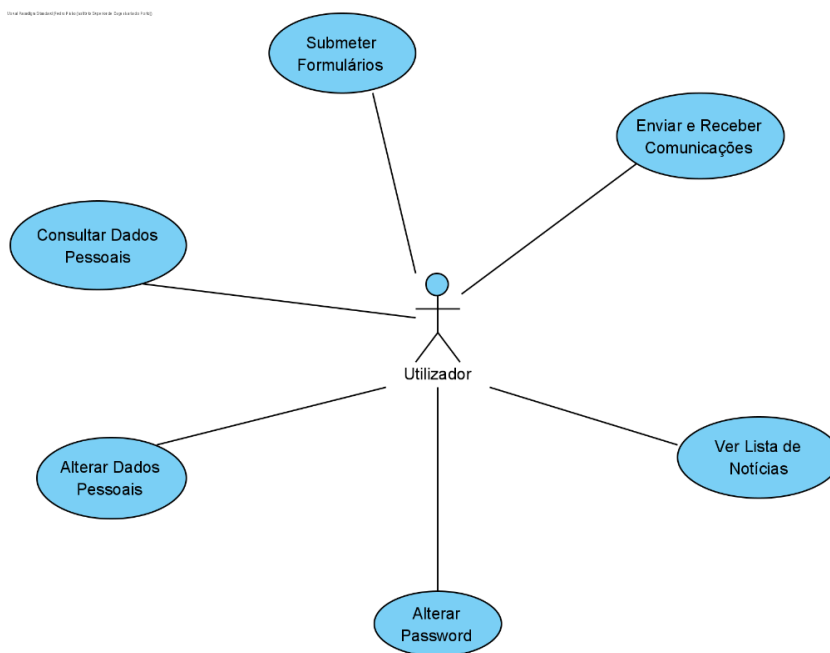 Submeter
Formulários
Enviar e Receber
Comunicações
Consultar Dados
Pessoais
Utilizador
Alterar Dados
Pessoais
Ver Lista de
Notícias
Alterar
Password